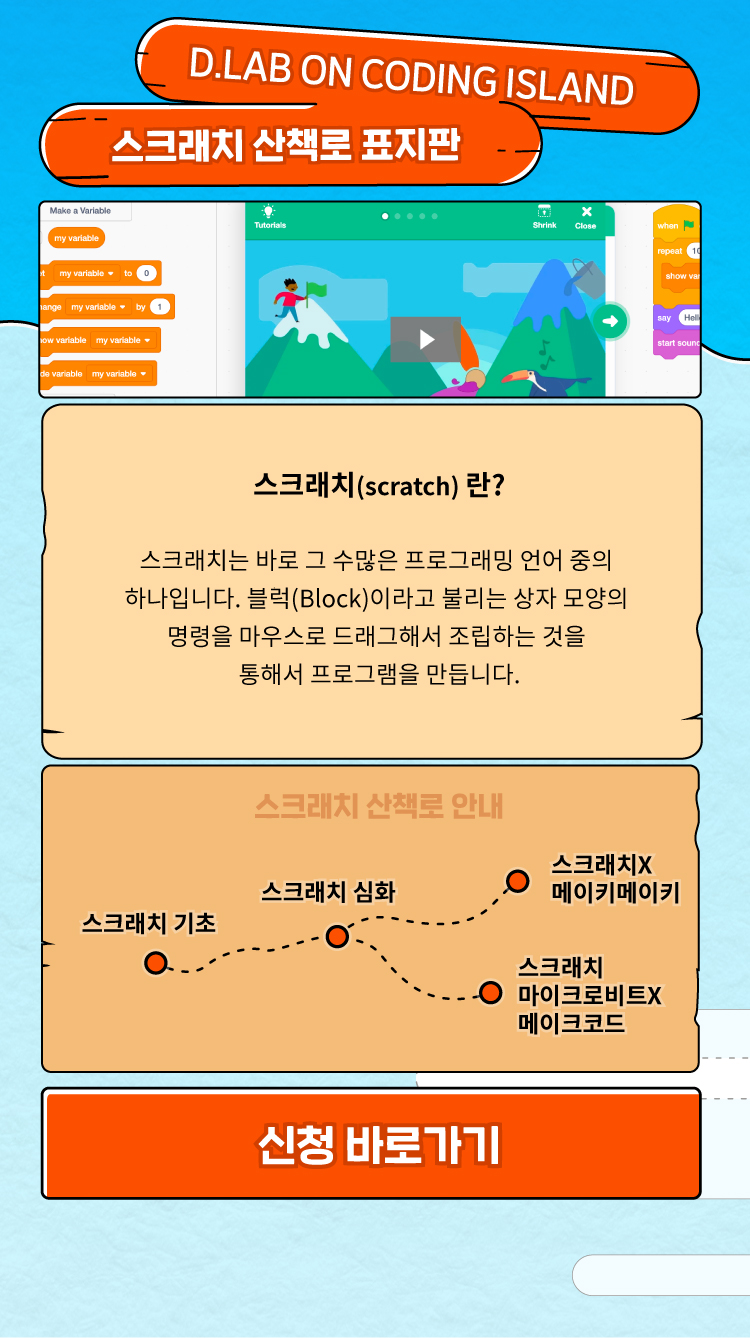 D.LAB ON CODING ISLAND
스크래치 산책로 표지판
Make a Variable
my variable
my variable to 0
my variable by 1
variable my variable
variable my variable
Tutorials
Shrink
Close
when
repeat 10
show
say
start
스크래치(scratch) 란?
스크래치는 바로 그 수많은 프로그래밍 언어 중의
하나입니다. 블럭(Block)이라고 불리는 상자 모양의
명령을 마우스로 드래그해서 조립하는 것을
통해서 프로그램을 만듭니다.
스크래치 산책로 안내
스크래치X
메이키메이키
스크래치 심화
스크래치 기초
스크래치
마이크로비트X
메이크코드
신청 바로가기